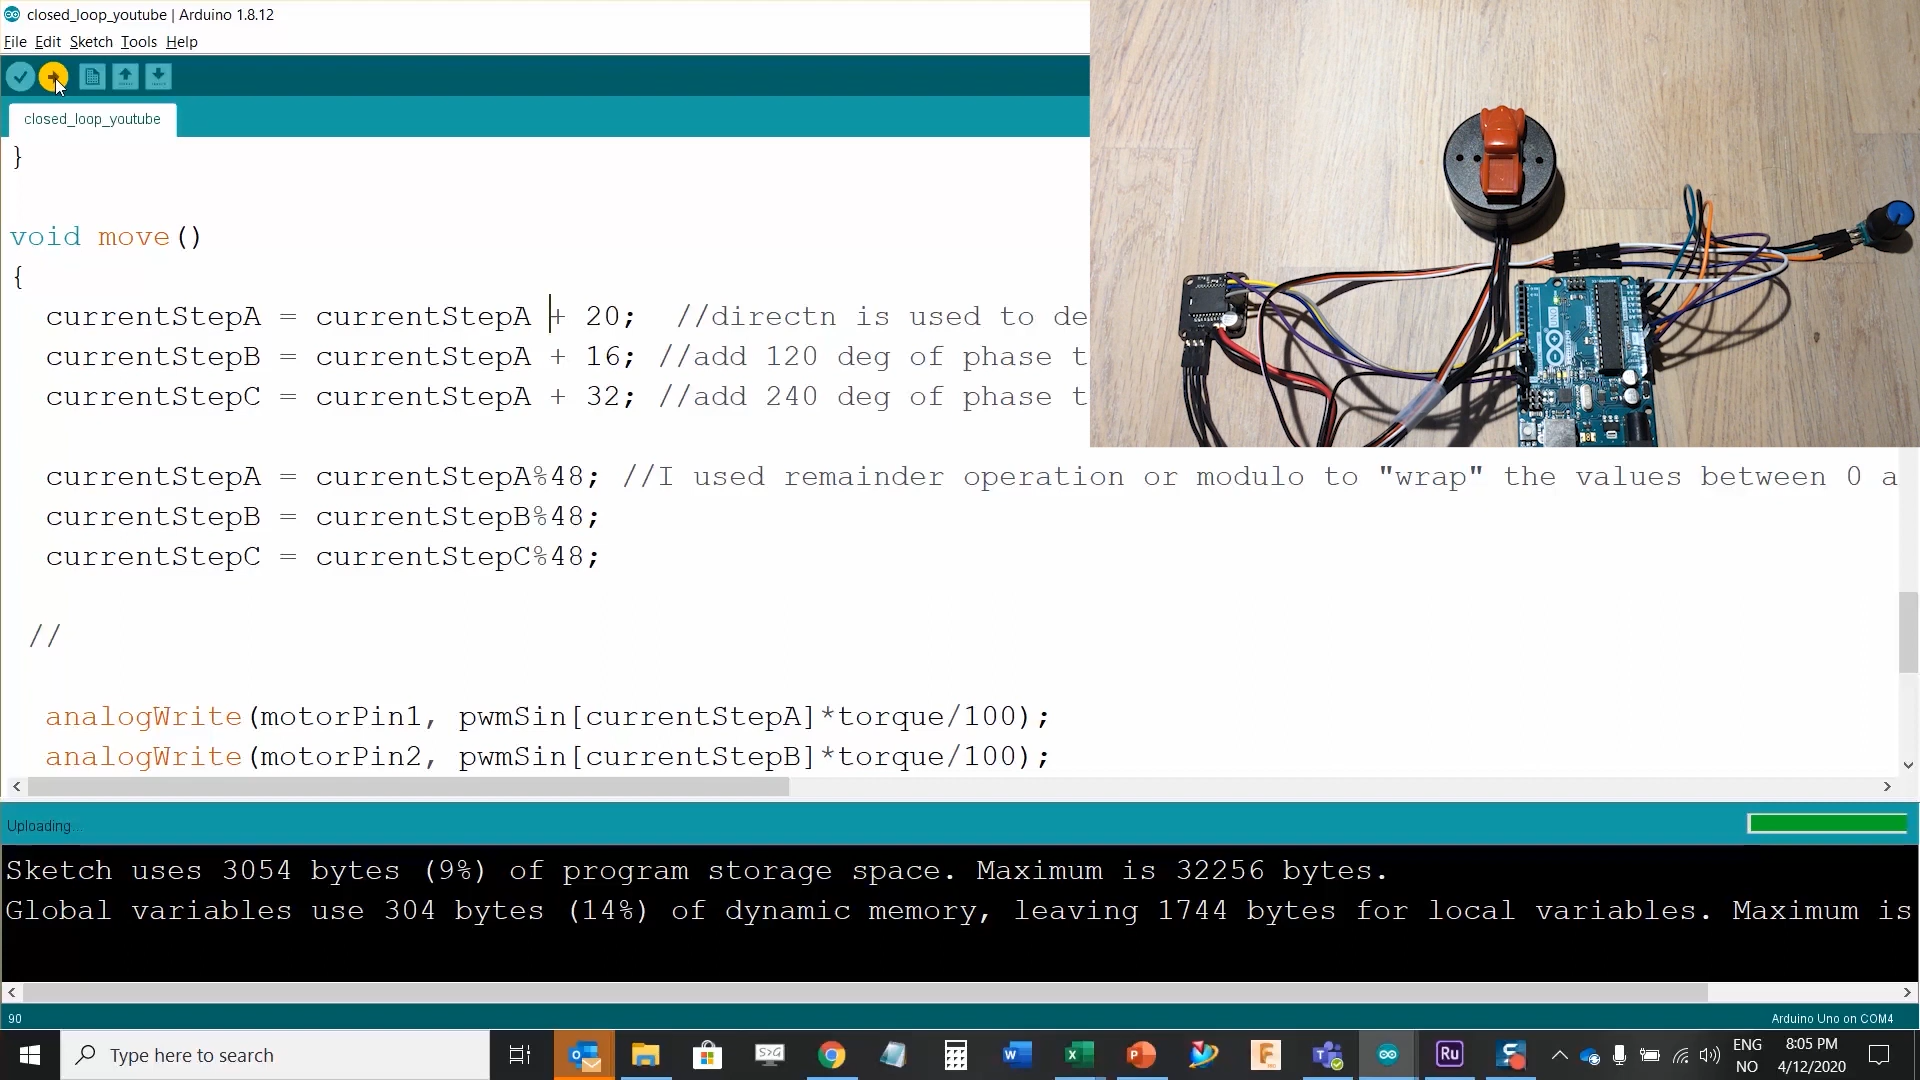 closed_loop_youtube | Arduino 1.8.12
File Edit Sketch Tools Help
closed_loop_youtube
}
void move()
{
currentStepA = currentStepA + 20; //directn is used to de
currentStepB = currentStepA + 16; //add 120 deg of phase t
currentStepC = currentStepA + 32; //add 240 deg of phase t
currentStepA = currentStepA%48; //I used remainder operation or modulo to "wrap" the values between 0 a
currentStepB = currentStepB%48;
currentStepC = currentStepC%48;
//
analogWrite(motorPin1, pwmSin[currentStepA]*torque/100);
analogWrite(motorPin2, pwmSin[currentStepB]*torque/100);
Uploading...
Sketch uses 3054 bytes (9%) of program storage space. Maximum is 32256 bytes.
Global variables use 304 bytes (14%) of dynamic memory, leaving 1744 bytes for local variables. Maximum is
90
Arduino Uno on COM4
Type here to search
ENG
NO
8:05 PM
4/12/2020